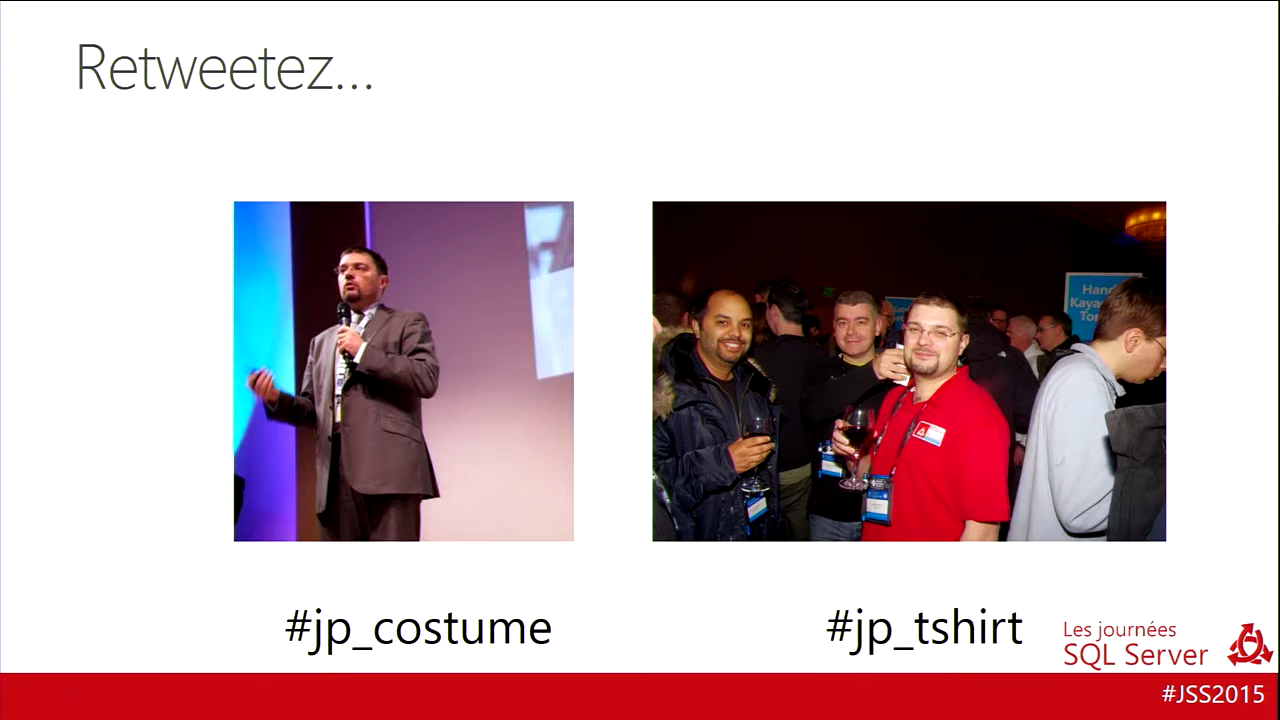 Retweetez...
#jp_costume
#jp_tshirt
Les journées
SQL Server
#JSS2015